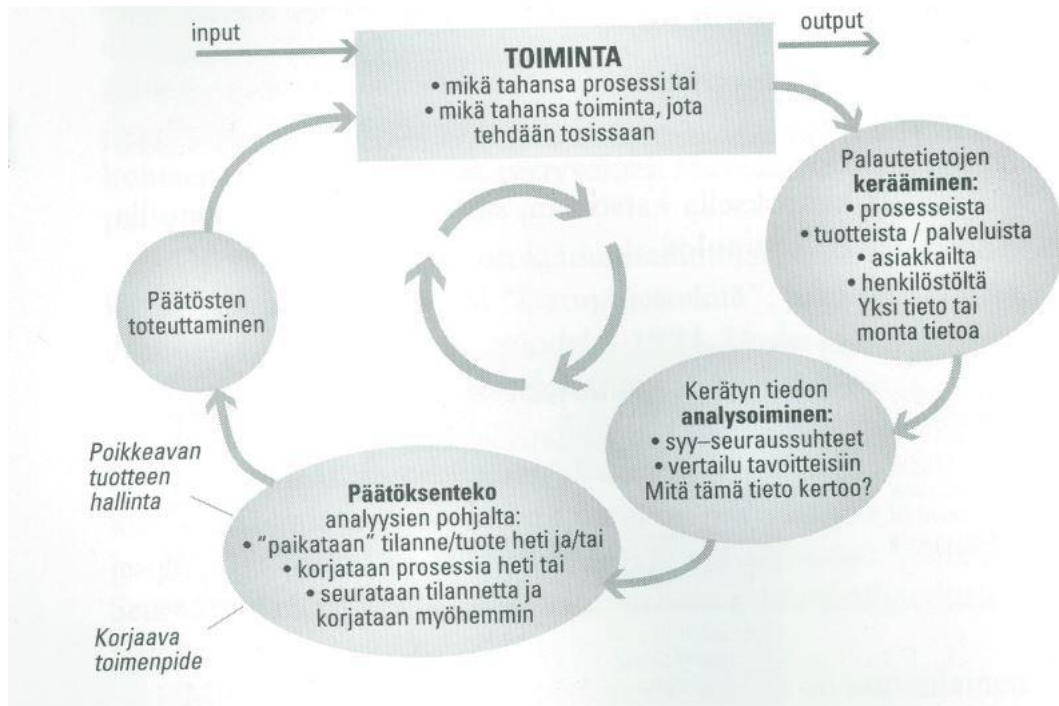 input
output
TOIMINTA
• mikä tahansa prosessi tai
• mikä tahansa toiminta, jota
tehdään tosissaan
Palautetietojen
kerääminen:
• prosesseista
• tuotteista / palveluista
• asiakkailta
• henkilöstöltä
Yksi tieto tai
monta tietoa
Kerätyn tiedon
analysoiminen:
• syy–seuraussuhteet
• vertailu tavoitteisiin
Mitä tämä tieto kertoo?
Päätöksenteko
analyysien pohjalta:
• “paikataan” tilanne/tuote heti ja/tai
• korjataan prosessia heti tai
• seurataan tilannetta ja
korjataan myöhemmin
Poikkeavan
tuotteen
hallinta
Korjaava
toimenpide
Päätösten
toteuttaminen